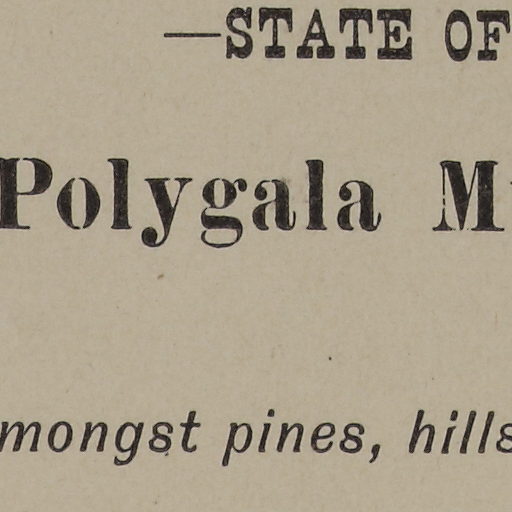 —STATE OF
Polygala M
mongst pines, hills